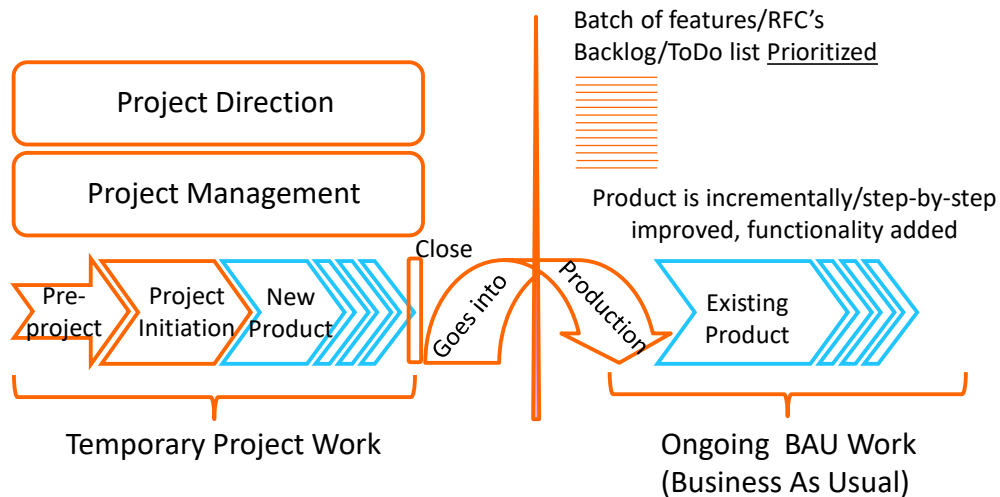 Batch of features/RFC’s
Backlog/ToDo list Prioritized
Project Direction
Project Management
Product is incrementally/step-by-step
improved, functionality added
Close
Pre-
project
Project
Initiation
New
Product
Goes into
Production
Existing
Product
Temporary Project Work
Ongoing  BAU Work
(Business As Usual)